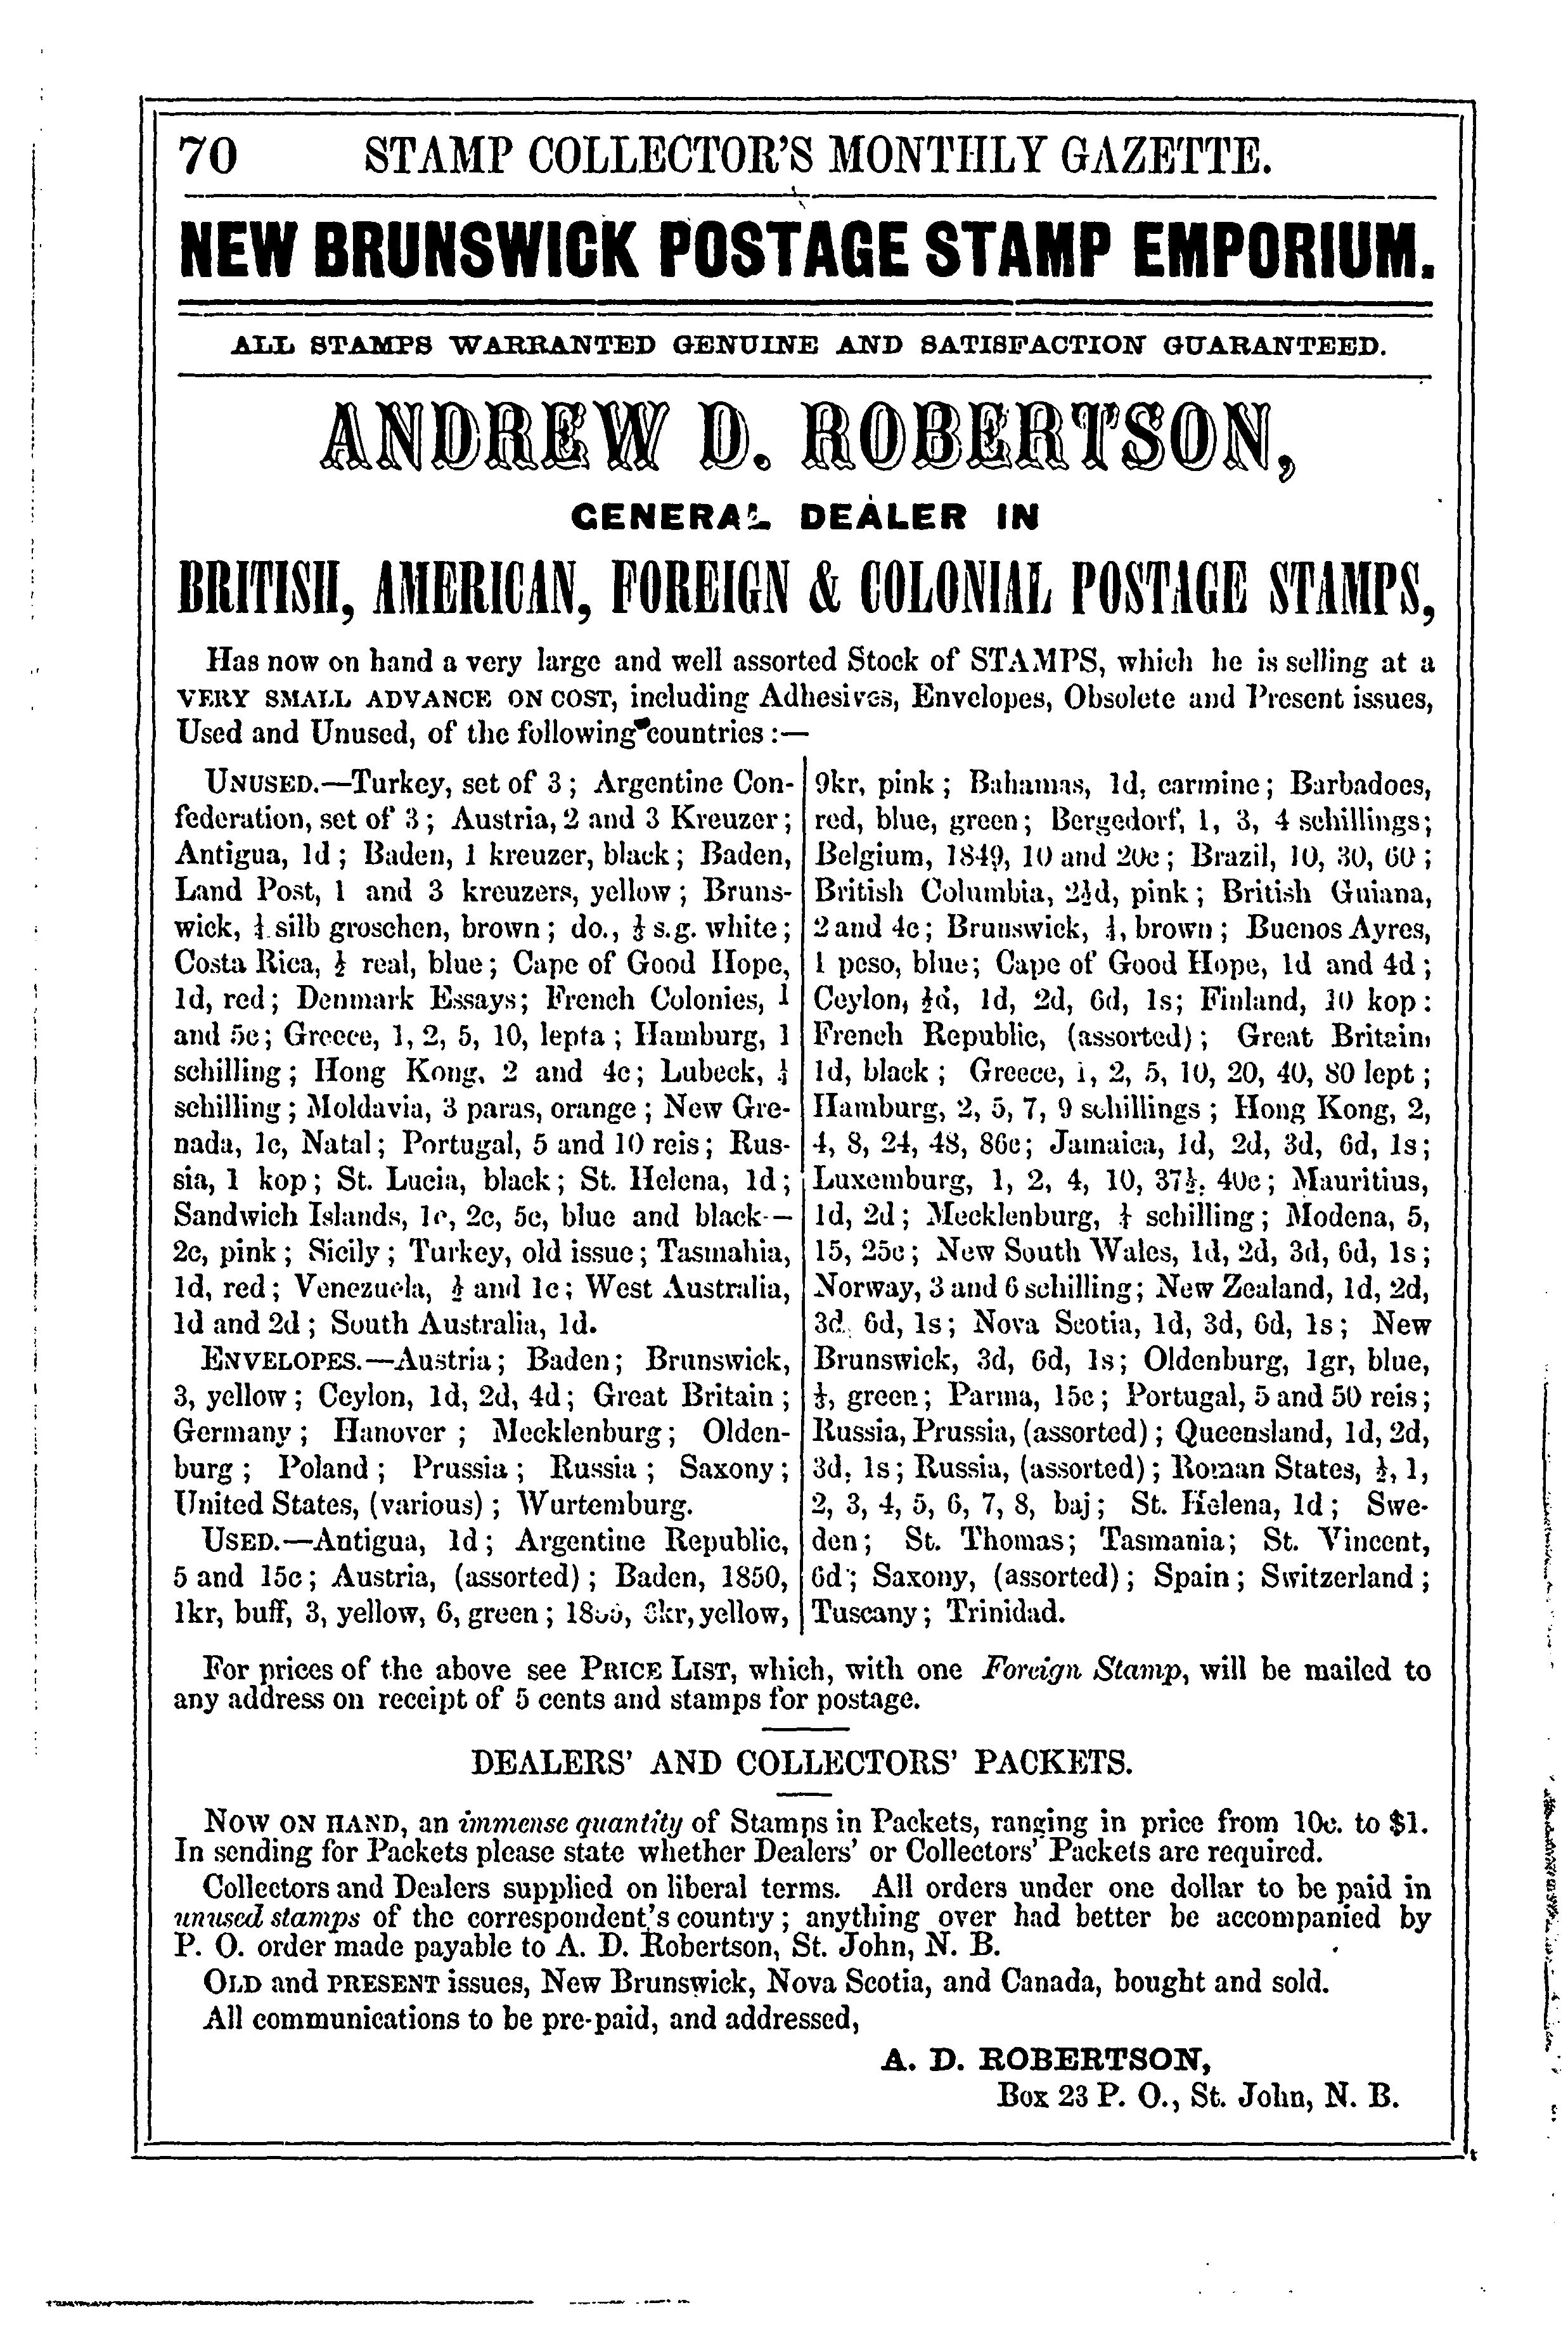 70 STAMP COLLECTOR'S MONTHLY GAZETTE.
NEW BRUNSWICK POSTAGE STAMP EMPORIUM.
ALL STAMPS WARRANTED GENUINE AND SATISFACTION GUARANTEED.
ANDREW D. ROBERTSON,
GENERAL DEALER IN
BRITISH, AMERICAN, FOREIGN & COLONIAL POSTAGE STAMPS,
Has now on hand a very large and well assorted Stock of STAMPS, which he is selling at a
VERY SMALL ADVANCE ON COST, including Adhesives, Envelopes, Obsolete and Present issues,
Used and Unused, of the following countries :—
UNUSED.—Turkey, set of 3 ; Argentine Con-
federation, set of 3 ; Austria, 2 and 3 Kreuzer ;
Antigua, 1d ; Baden, 1 kreuzer, black ; Baden,
Land Post, 1 and 3 kreuzers, yellow ; Bruns-
wick, silb groschen, brown ; do., s.g. white ;
Costa Rica, ½ real, blue ; Cape of Good Hope,
1d, red ; Denmark Essays ; French Colonies, 1
and 5c ; Greece, 1, 2, 5, 10, lepta ; Hamburg, 1
schilling ; Hong Kong, 2 and 4c ; Lubeck,
schilling ; Moldavia, 3 paras, orange ; New Gre-
nada, 1c, Natal ; Portugal, 5 and 10 reis ; Rus-
sia, 1 kop ; St. Lucia, black ; St. Helena, 1d ;
Sandwich Islands, 1c, 2c, 5c, blue and black—
2c, pink ; Sicily ; Turkey, old issue ; Tasmahia,
1d, red ; Venezuela, ½ and 1c ; West Australia,
1d and 2d ; South Australia, 1d.
ENVELOPES.—Austria ; Baden ; Brunswick,
3, yellow ; Ceylon, 1d, 2d, 4d ; Great Britain ;
Germany ; Hanover ; Mecklenburg ; Olden-
burg ; Poland ; Prussia ; Russia ; Saxony ;
United States, (various) ; Wurtemburg.
USED.—Antigua, 1d ; Argentine Republic,
5 and 15c ; Austria, (assorted) ; Baden, 1850,
1kr, buff, 3, yellow, 6, green ; yellow,
9kr, pink ; Bahamas, 1d, carmine ; Barbadoes,
red, blue, green ; Bergedorf, 1, 3, 4 schillings ;
Belgium, 1849, 10 and 20c ; Brazil, 10, 30, 60 ;
British Columbia, 2½d, pink ; British Guiana,
2 and 4c ; Brunswick, brown ; Buenos Ayres,
1 peso, blue ; Cape of Good Hope, 1d and 4d ;
Ceylon, ½d, 1d, 2d, 6d, 1s ; Finland, 10 kop :
French Republic, (assorted) ; Great Britain,
1d, black ; Greece, 1, 2, 5, 10, 20, 40, 80 lept ;
Hamburg, 2, 5, 7, 9 schillings ; Hong Kong, 2,
4, 8, 24, 48, 86c ; Jamaica, 1d, 2d, 3d, 6d, 1s ;
Luxemburg, 1, 2, 4, 10, 37½, 40c ; Mauritius,
1d, 2d ; Mecklenburg, schilling ; Modena, 5,
15, 25c ; New South Wales, 1d, 2d, 3d, 6d, 1s ;
Norway, 3 and 6 schilling ; New Zealand, 1d, 2d,
3d, 6d, 1s ; Nova Scotia, 1d, 3d, 6d, 1s ; New
Brunswick, 3d, 6d, 1s ; Oldenburg, 1gr, blue,
green ; Parma, 15c ; Portugal, 5 and 50 reis ;
Russia, Prussia, (assorted) ; Queensland, 1d, 2d,
3d, 1s ; Russia, (assorted) ; Roman States, ½, 1,
2, 3, 4, 5, 6, 7, 8, baj ; St. Helena, 1d ; Swe-
den ; St. Thomas ; Tasmania ; St. Vincent,
6d ; Saxony, (assorted) ; Spain ; Switzerland ;
Tuscany ; Trinidad.
For prices of the above see PRICE LIST, which, with one Foreign Stamp, will be mailed to
any address on receipt of 5 cents and stamps for postage.
DEALERS' AND COLLECTORS' PACKETS.
NOW ON HAND, an immense quantity of Stamps in Packets, ranging in price from 10c. to $1.
In sending for Packets please state whether Dealers' or Collectors' Packets are required.
Collectors and Dealers supplied on liberal terms. All orders under one dollar to be paid in
unused stamps of the correspondent's country ; anything over had better be accompanied by
P. O. order made payable to A. D. Robertson, St. John, N. B.
OLD and PRESENT issues, New Brunswick, Nova Scotia, and Canada, bought and sold.
All communications to be pre-paid, and addressed,
A. D. ROBERTSON,
Box 23 P. O., St. John, N. B.